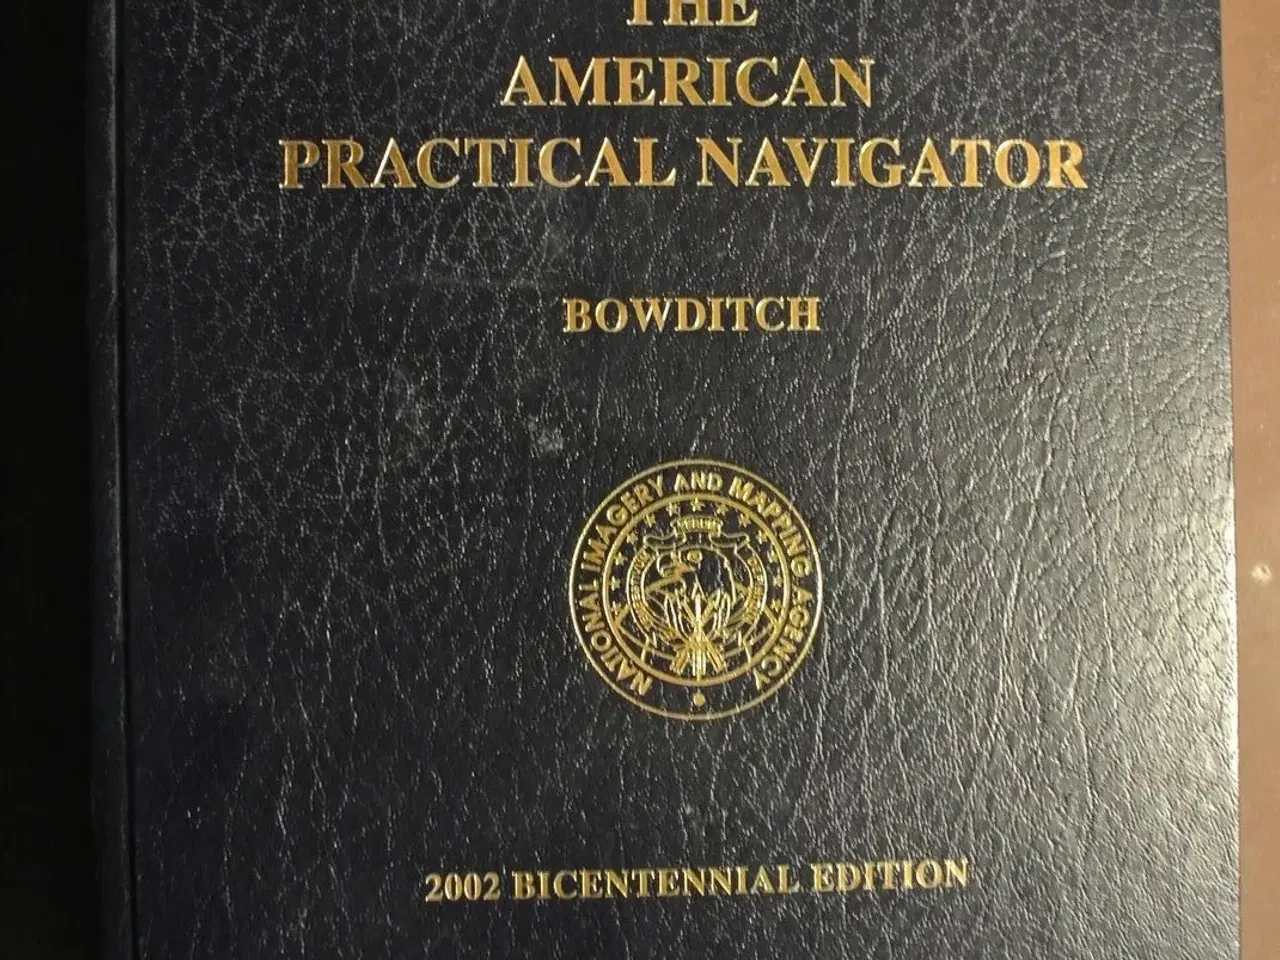 THE
AMERICAN
PRACTICAL NAVIGATOR
BOWDITCH
NATIONAL IMAGERY AND MAPPING AGENCY
2002 BICENTENNIAL EDITION